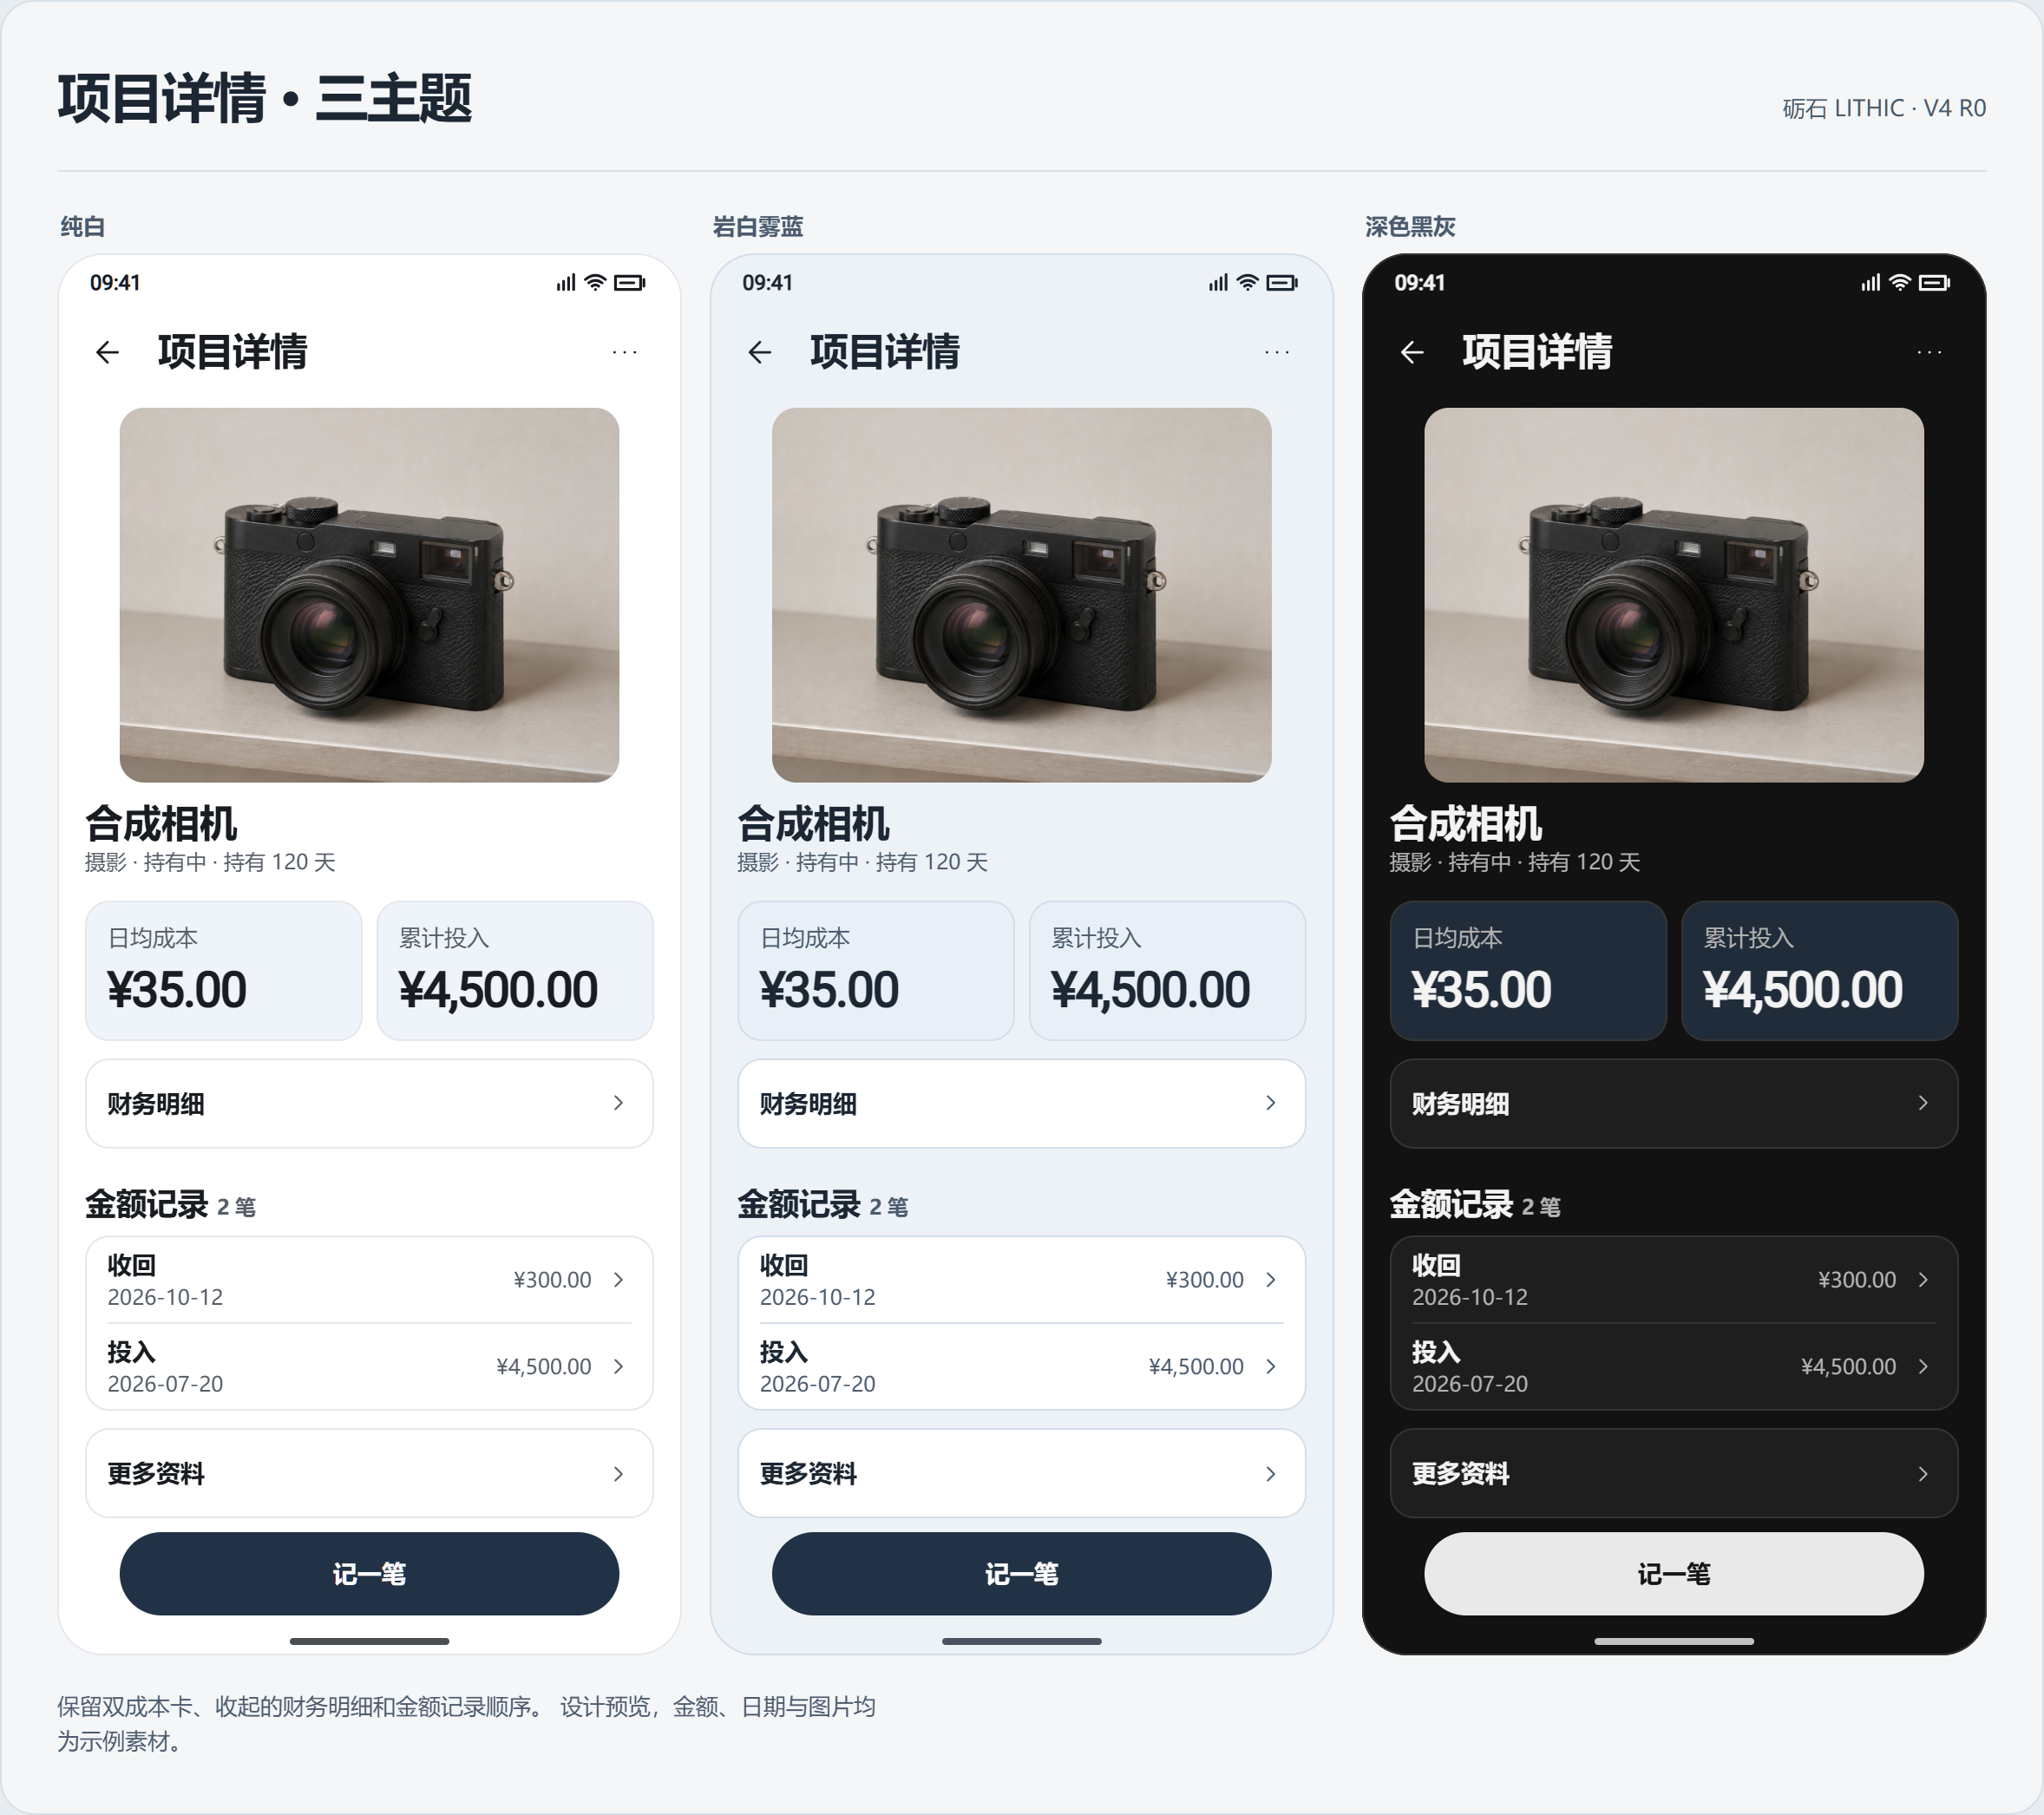 项目详情 • 三主题
砺石 LITHIC · V4 R0
纯白
09:41
项目详情
···
合成相机
摄影 · 持有中 · 持有 120 天
日均成本
¥35.00
累计投入
¥4,500.00
财务明细
金额记录 2 笔
收回
2026-10-12
¥300.00
投入
2026-07-20
¥4,500.00
更多资料
记一笔
岩白雾蓝
09:41
项目详情
···
合成相机
摄影 · 持有中 · 持有 120 天
日均成本
¥35.00
累计投入
¥4,500.00
财务明细
金额记录 2 笔
收回
2026-10-12
¥300.00
投入
2026-07-20
¥4,500.00
更多资料
记一笔
深色黑灰
09:41
项目详情
···
合成相机
摄影 · 持有中 · 持有 120 天
日均成本
¥35.00
累计投入
¥4,500.00
财务明细
金额记录 2 笔
收回
2026-10-12
¥300.00
投入
2026-07-20
¥4,500.00
更多资料
记一笔
保留双成本卡、收起的财务明细和金额记录顺序。 设计预览，金额、日期与图片均
为示例素材。